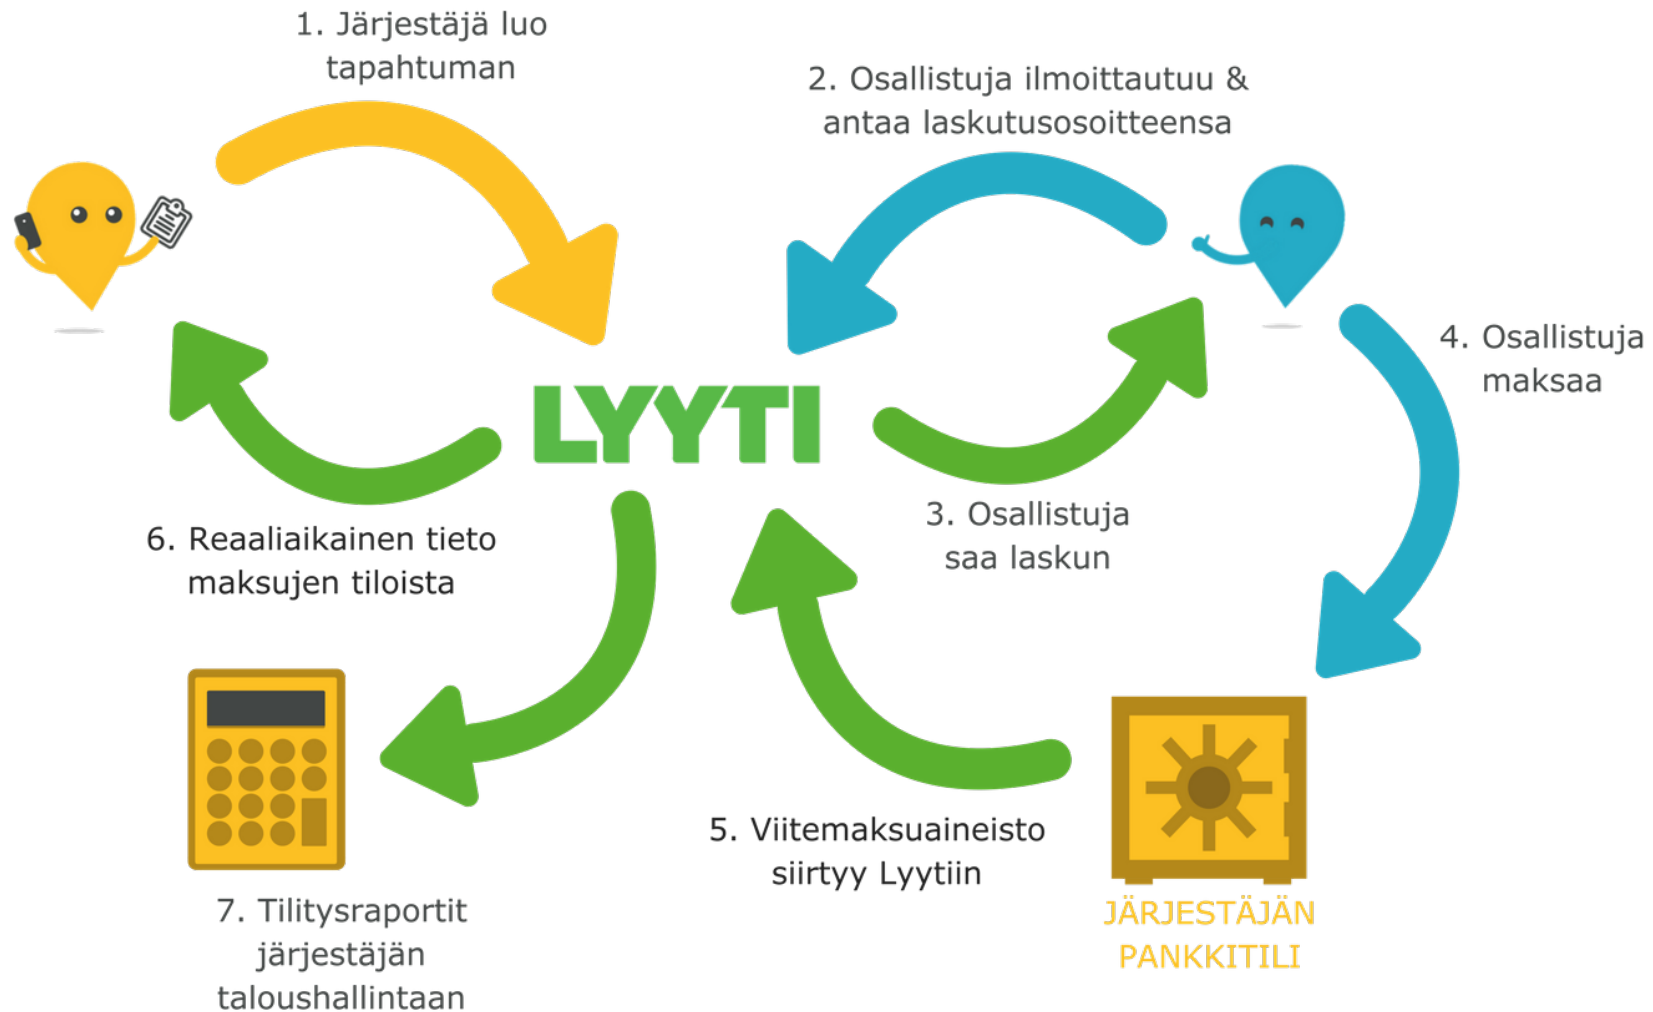 1. Järjestäjä luo
tapahtuman
2. Osallistuja ilmoittautuu &
antaa laskutusosoitteensa
4. Osallistuja
maksaa
LYYTI
3. Osallistuja
saa laskun
6. Reaaliaikainen tieto
maksujen tiloista
5. Viitemaksuaineisto
siirtyy Lyytiin
7. Tilitysraportit
järjestäjän
taloushallintaan
JÄRJESTÄJÄN
PANKKITILI